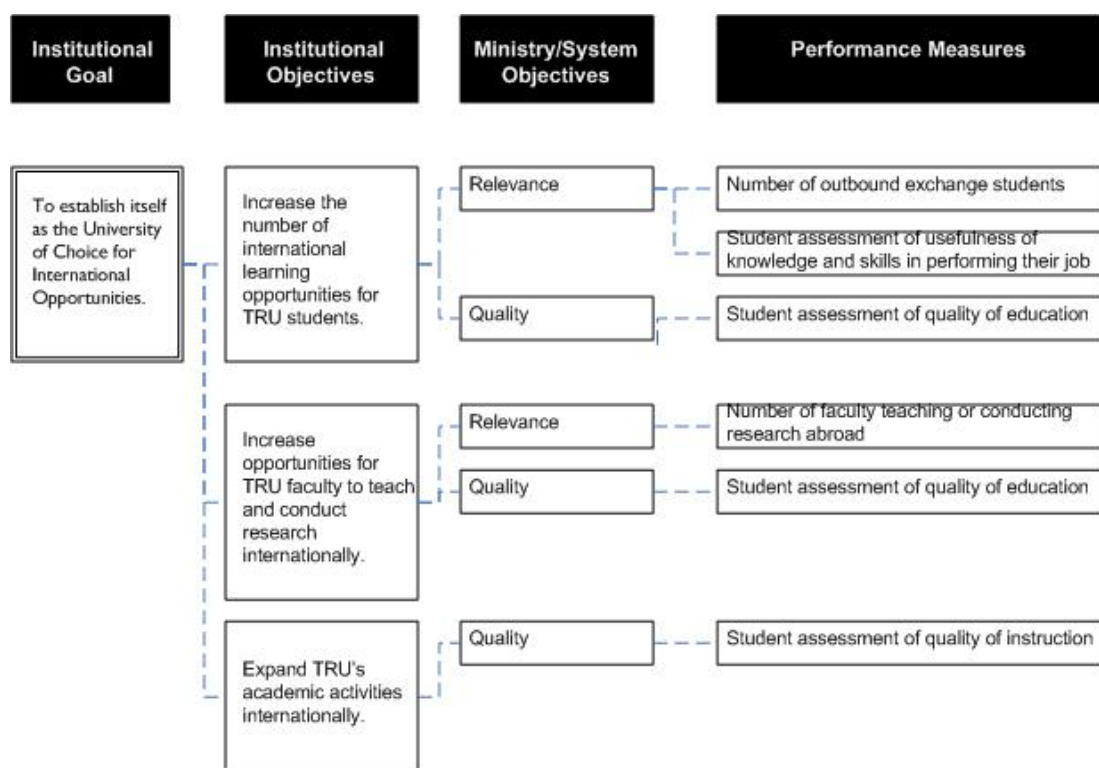 Institutional
Goal
Institutional
Objectives
Ministry/System
Objectives
Performance Measures
To establish itself
as the University
of Choice for
International
Opportunities.
Increase the
number of
international
learning
opportunities for
TRU students.
Relevance
Number of outbound exchange students
Student assessment of usefulness of
knowledge and skills in performing their job
Quality
Student assessment of quality of education
Increase
opportunities for
TRU faculty to teach
and conduct
research
internationally.
Relevance
Number of faculty teaching or conducting
research abroad
Quality
Student assessment of quality of education
Expand TRU's
academic activities
internationally.
Quality
Student assessment of quality of instruction